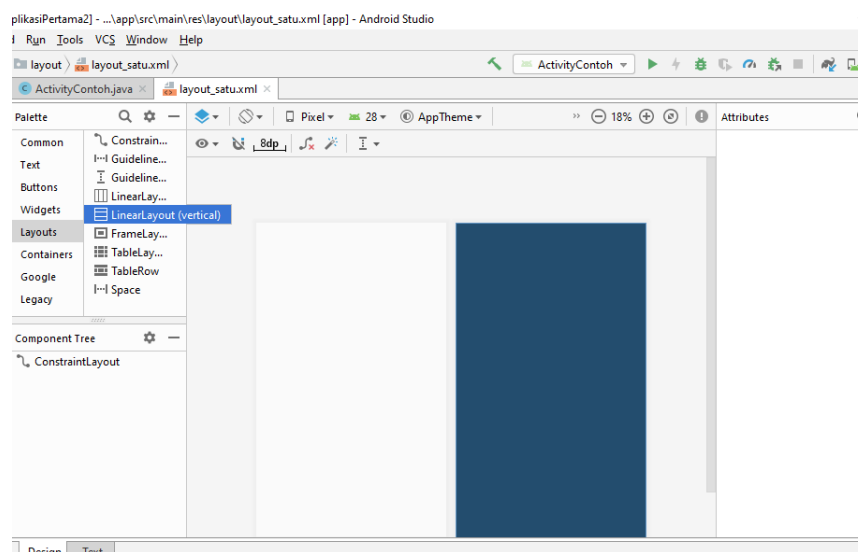 plikasiPertama2] - ...\app\src\main\res\layout\layout_satu.xml [app] - Android Studio
Run Tools VCS Window Help
layout layout_satu.xml ActivityContoh
ActivityContoh.java layout_satu.xml
Palette Pixel 28 AppTheme 18% Attributes
Common
Text
Buttons
Widgets
Layouts
Containers
Google
Legacy
Constrain...
Guideline...
Guideline...
LinearLay...
LinearLayout (vertical)
FrameLay...
TableLay...
TableRow
Space
8dp
Component Tree
ConstraintLayout
Design Text